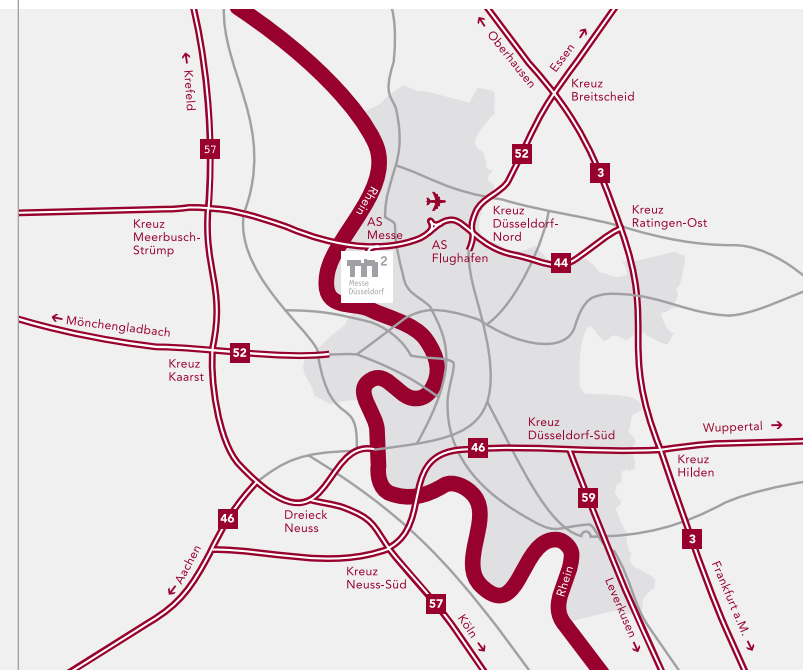 Oberhausen
Essen
Krefeld
Kreuz
Breitscheid
57
52
3
Rhein
AS
Messe
Kreuz
Düsseldorf-
Nord
Kreuz
Ratingen-Ost
Kreuz
Meerbusch-
Strümp
AS
Flughafen
44
m2
Messe
Düsseldorf
Mönchengladbach
52
Kreuz
Kaarst
Kreuz
Düsseldorf-Süd
Wuppertal
46
Kreuz
Hilden
59
46
Dreieck
Neuss
3
Aachen
Kreuz
Neuss-Süd
Rhein
Leverkusen
Frankfurt a.M.
57
Köln